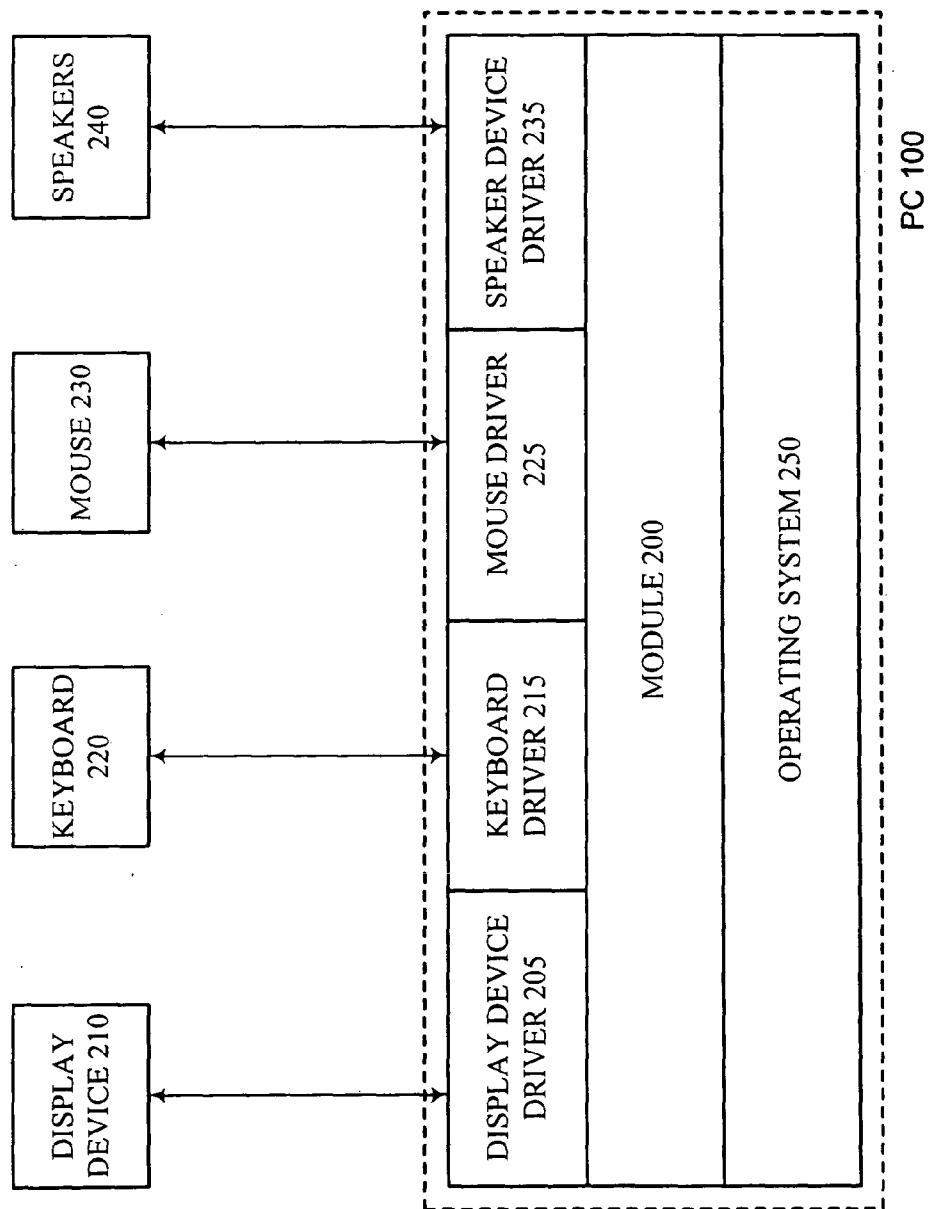 DISPLAY
DEVICE 210
KEYBOARD
220
MOUSE 230
SPEAKERS
240
DISPLAY DEVICE
DRIVER 205
KEYBOARD
DRIVER 215
MOUSE DRIVER
225
SPEAKER DEVICE
DRIVER 235
MODULE 200
OPERATING SYSTEM 250
PC 100